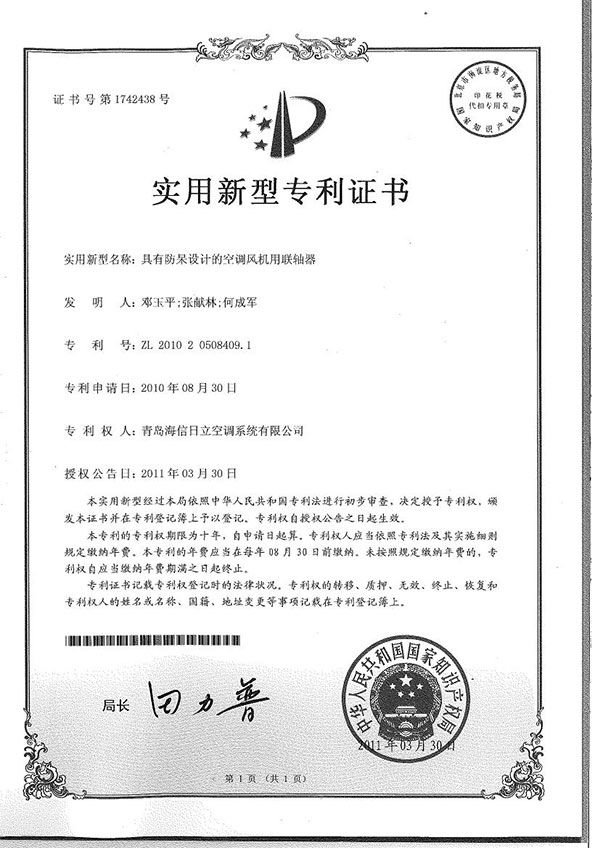 证书号第1742438号
北京市海淀区地方税务局
印花税
代扣专用章
国家知识产权局
实用新型专利证书
实用新型名称：具有防呆设计的空调风机用联轴器
发明人：邓玉平;张献林;何成军
专利号：ZL 2010 2 0508409.1
专利申请日：2010年08月30日
专利权人：青岛海信日立空调系统有限公司
授权公告日：2011年03月30日
本实用新型经过本局依照中华人民共和国专利法进行初步审查，决定授予专利权，颁
发本证书并在专利登记簿上予以登记。专利权自授权公告之日起生效。
本专利的专利权期限为十年，自申请日起算。专利权人应当依照专利法及其实施细则
规定缴纳年费。本专利的年费应当在每年08月30日前缴纳。未按照规定缴纳年费的，专
利权自应当缴纳年费期满之日起终止。
专利证书记载专利权登记时的法律状况。专利权的转移、质押、无效、终止、恢复和
专利权人的姓名或名称、国籍、地址变更等事项记载在专利登记簿上。
局长 田力普
中华人民共和国国家知识产权局
2011年03月30日
第1页（共1页）